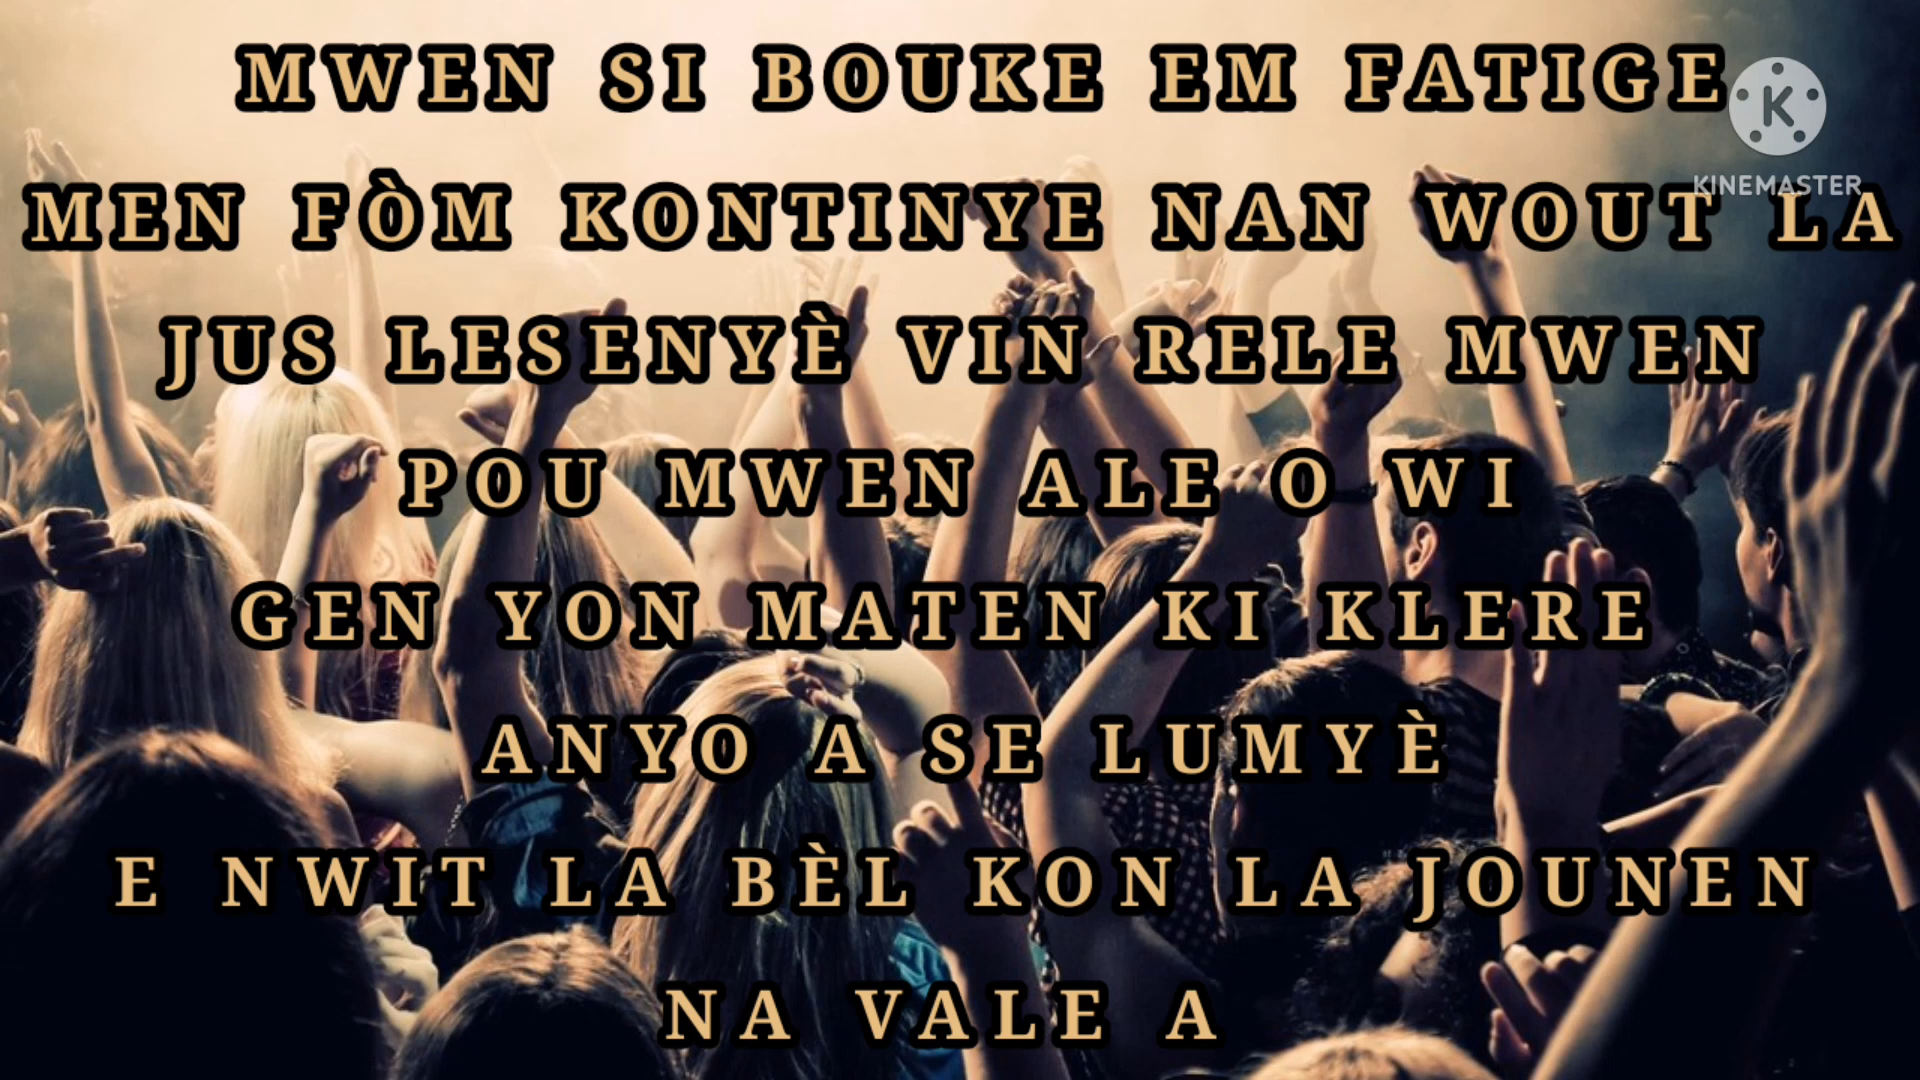 MWEN SI BOUKE EM FATIGE
MEN FÒM KONTINYE NAN WOUT LA
JUS LESENYÈ VIN RELE MWEN
POU MWEN ALE O WI
GEN YON MATEN KI KLERE
ANYO A SE LUMYÈ
E NWIT LA BÈL KON LA JOUNEN
NA VALE A
K
KINEMASTER